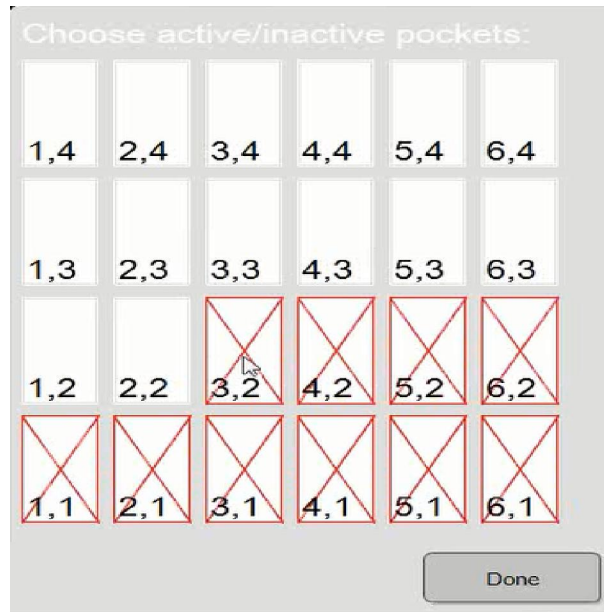 Choose active/inactive pockets:
1,4 2,4 3,4 4,4 5,4 6,4
1,3 2,3 3,3 4,3 5,3 6,3
1,2 2,2 3,2 4,2 5,2 6,2
1,1 2,1 3,1 4,1 5,1 6,1
Done